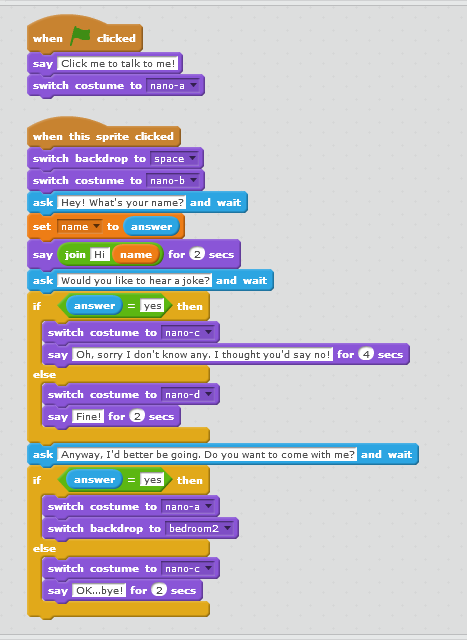 when clicked
say Click me to talk to me!
switch costume to nano-a
when this sprite clicked
switch backdrop to space
switch costume to nano-b
ask Hey! What's your name? and wait
set name to answer
say join Hi name for 2 secs
ask Would you like to hear a joke? and wait
if answer = yes then
switch costume to nano-c
say Oh, sorry I don't know any. I thought you'd say no! for 4 secs
else
switch costume to nano-d
say Fine! for 2 secs
ask Anyway, I'd better be going. Do you want to come with me? and wait
if answer = yes then
switch costume to nano-a
switch backdrop to bedroom2
else
switch costume to nano-c
say OK...bye! for 2 secs